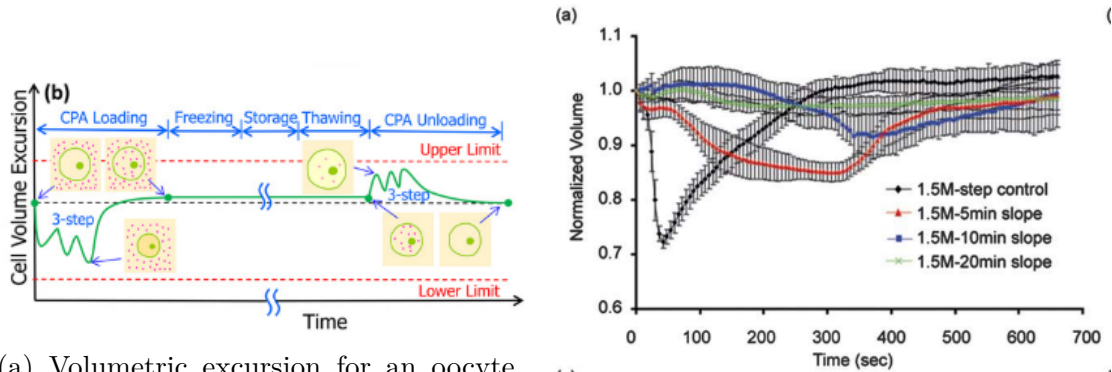 (b)
CPA Loading
Freezing
Storage
Thawing
CPA Unloading
Upper Limit
3-step
3-step
Lower Limit
Cell Volume Excursion
Time
(a) Volumetric excursion for an oocyte
(a)
Normalized Volume
1.1
1.0
0.9
0.8
0.7
0.6
1.5M-step control
1.5M-5min slope
1.5M-10min slope
1.5M-20min slope
0 100 200 300 400 500 600 700
Time (sec)